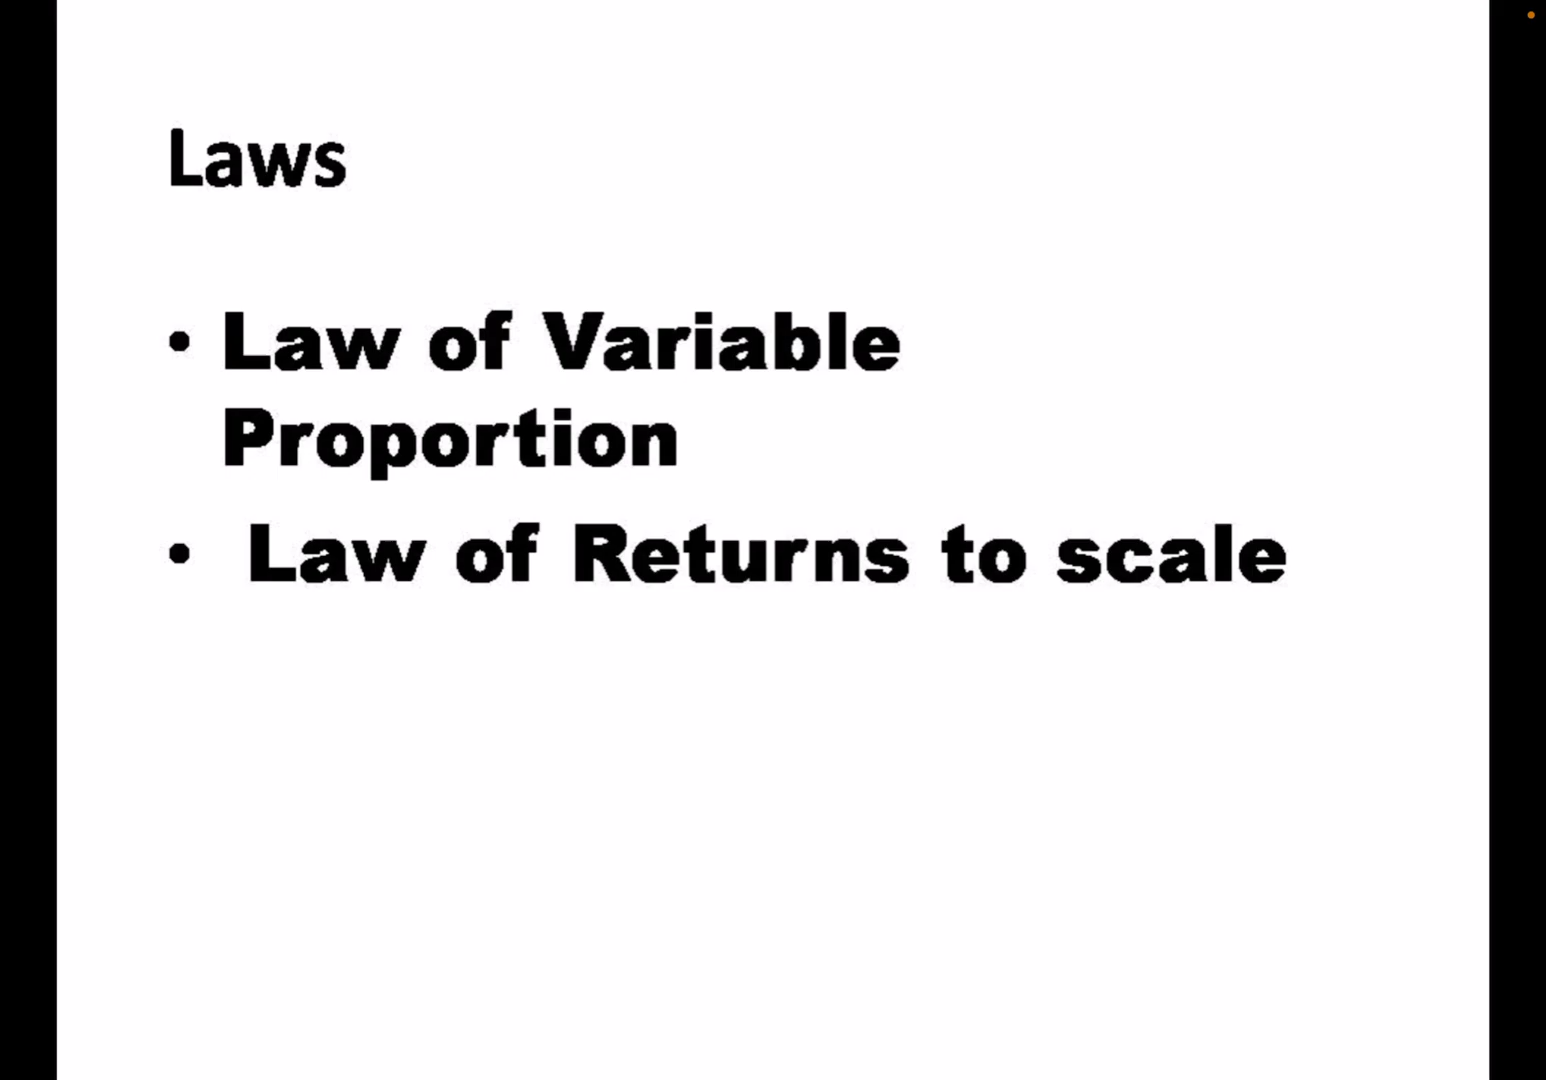 Laws
• Law of Variable
Proportion
• Law of Returns to scale